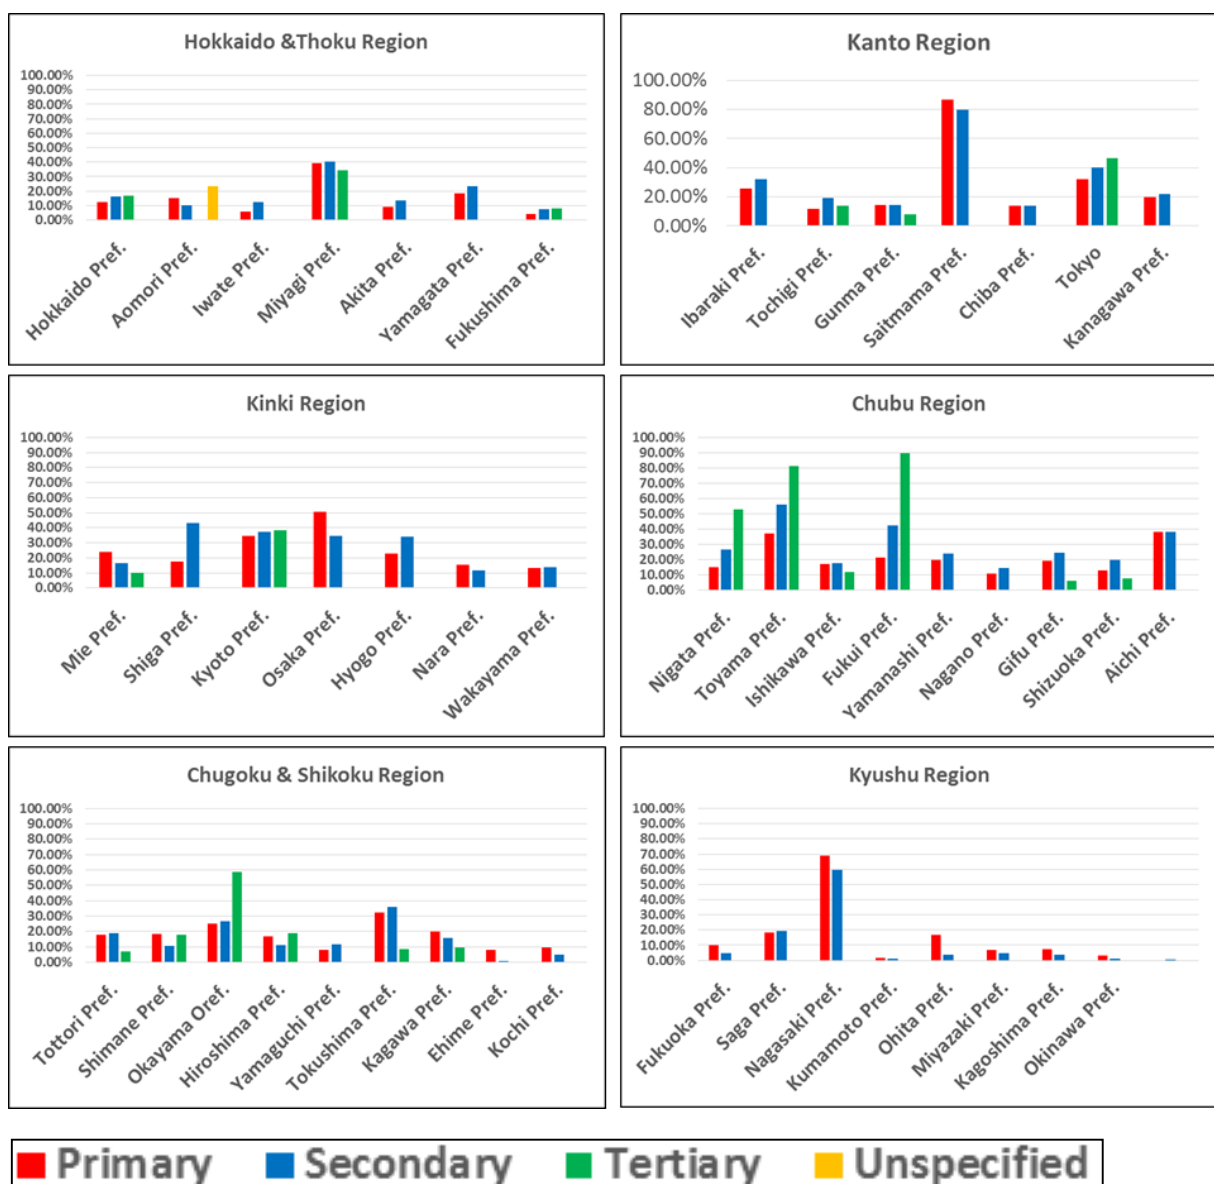 Hokkaido &Thoku Region
100.00%
90.00%
80.00%
70.00%
60.00%
50.00%
40.00%
30.00%
20.00%
10.00%
0.00%
Hokkaido Pref.
Aomori Pref.
Iwate Pref.
Miyagi Pref.
Akita Pref.
Yamagata Pref.
Fukushima Pref.
Kanto Region
100.00%
80.00%
60.00%
40.00%
20.00%
0.00%
Ibaraki Pref.
Tochigi Pref.
Gunma Pref.
Saitmama Pref.
Chiba Pref.
Tokyo
Kanagawa Pref.
Kinki Region
100.00%
90.00%
80.00%
70.00%
60.00%
50.00%
40.00%
30.00%
20.00%
10.00%
0.00%
Mie Pref.
Shiga Pref.
Kyoto Pref.
Osaka Pref.
Hyogo Pref.
Nara Pref.
Wakayama Pref.
Chubu Region
100.00%
90.00%
80.00%
70.00%
60.00%
50.00%
40.00%
30.00%
20.00%
10.00%
0.00%
Nigata Pref.
Toyama Pref.
Ishikawa Pref.
Fukui Pref.
Yamanashi Pref.
Nagano Pref.
Gifu Pref.
Shizuoka Pref.
Aichi Pref.
Chugoku & Shikoku Region
100.00%
90.00%
80.00%
70.00%
60.00%
50.00%
40.00%
30.00%
20.00%
10.00%
0.00%
Tottori Pref.
Shimane Pref.
Okayama Oref.
Hiroshima Pref.
Yamaguchi Pref.
Tokushima Pref.
Kagawa Pref.
Ehime Pref.
Kochi Pref.
Kyushu Region
100.00%
90.00%
80.00%
70.00%
60.00%
50.00%
40.00%
30.00%
20.00%
10.00%
0.00%
Fukuoka Pref.
Saga Pref.
Nagasaki Pref.
Kumamoto Pref.
Ohita Pref.
Miyazaki Pref.
Kagoshima Pref.
Okinawa Pref.
Primary Secondary Tertiary Unspecified